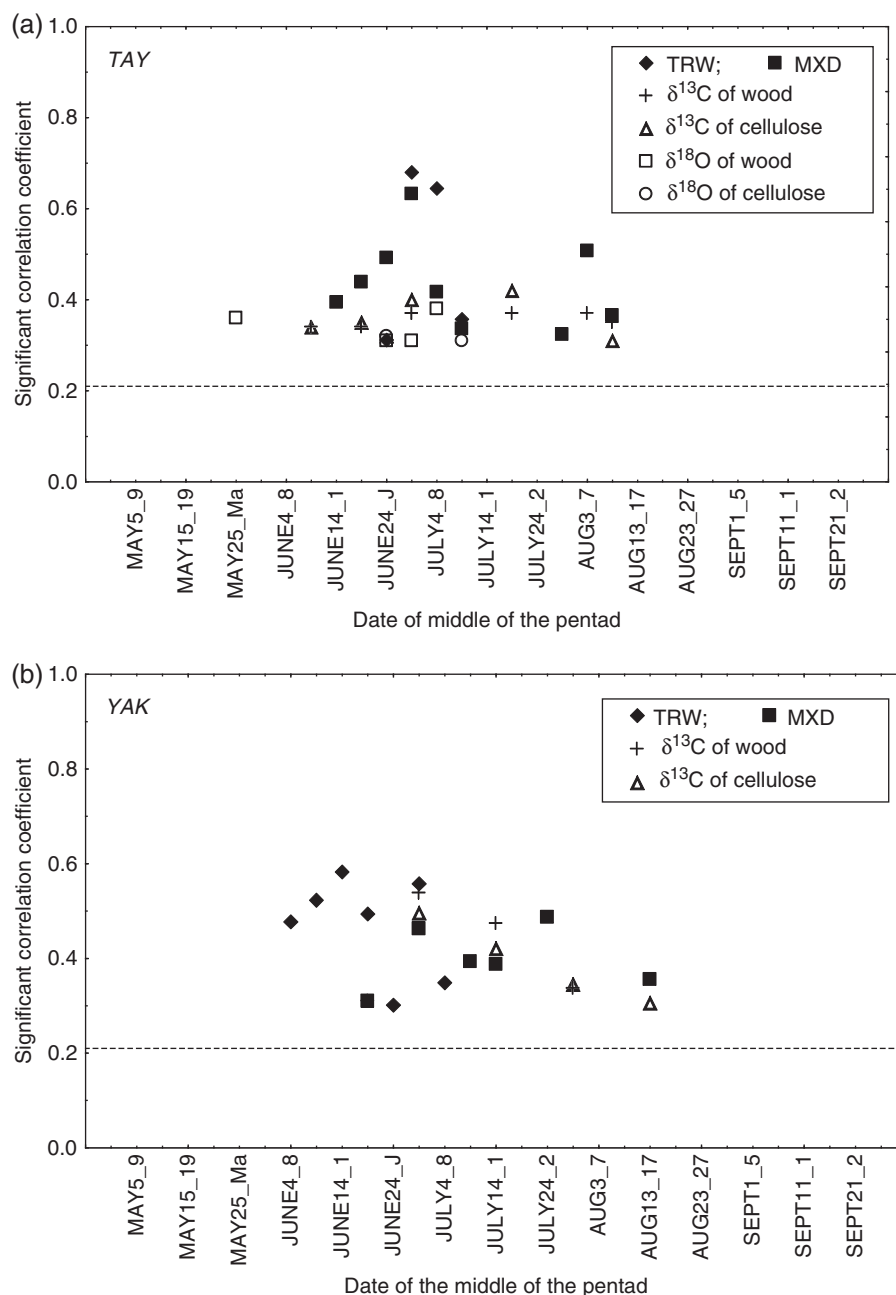 (a)
TAY
1.0
0.8
0.6
0.4
0.2
0.0
Significant correlation coefficient
TRW; MXD
δ13C of wood
δ13C of cellulose
δ18O of wood
δ18O of cellulose
MAY5_9
MAY15_19
MAY25_Ma
JUNE4_8
JUNE14_1
JUNE24_J
JULY4_8
JULY14_1
JULY24_2
AUG3_7
AUG13_17
AUG23_27
SEPT1_5
SEPT11_1
SEPT21_2
Date of middle of the pentad
(b)
YAK
1.0
0.8
0.6
0.4
0.2
0.0
Significant correlation coefficient
TRW; MXD
δ13C of wood
δ13C of cellulose
MAY5_9
MAY15_19
MAY25_Ma
JUNE4_8
JUNE14_1
JUNE24_J
JULY4_8
JULY14_1
JULY24_2
AUG3_7
AUG13_17
AUG23_27
SEPT1_5
SEPT11_1
SEPT21_2
Date of the middle of the pentad